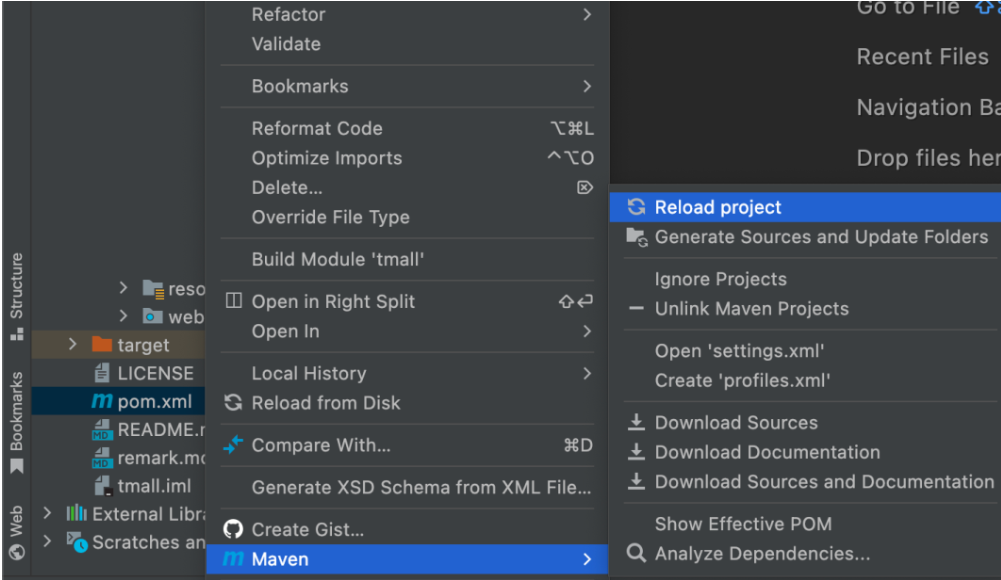 Refactor
Validate
Bookmarks
Reformat Code ⌥⌘L
Optimize Imports ^⌥O
Delete... ⌦
Override File Type
Build Module 'tmall'
Open in Right Split ⇧⏎
Open In
Local History
Reload from Disk
Compare With... ⌘D
Generate XSD Schema from XML File...
Create Gist...
Maven
Go to File ⇧
Recent Files
Navigation
Drop files
Reload project
Generate Sources and Update Folders
Ignore Projects
Unlink Maven Projects
Open 'settings.xml'
Create 'profiles.xml'
Download Sources
Download Documentation
Download Sources and Documentation
Show Effective POM
Analyze Dependencies...
Structure
Bookmarks
Web
reso
web
target
LICENSE
m pom.xml
MD README.
MD remark.
tmall.iml
External Libr
Scratches an